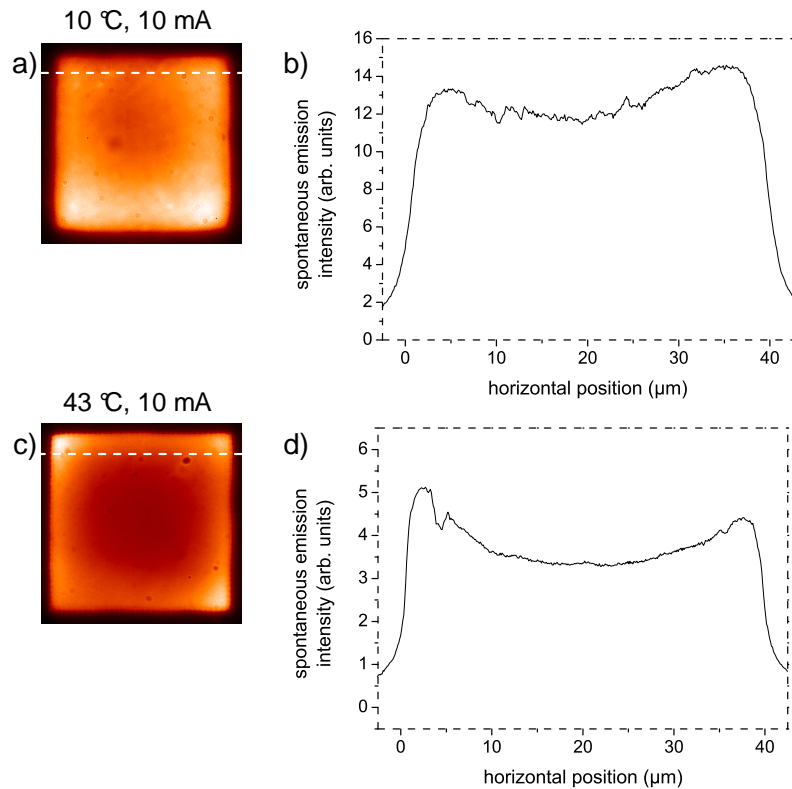 10 °C, 10 mA
a)
b)
16
14
12
10
8
6
4
2
0
spontaneous emission
intensity (arb. units)
0 10 20 30 40
horizontal position (µm)
43 °C, 10 mA
c)
d)
6
5
4
3
2
1
0
spontaneous emission
intensity (arb. units)
0 10 20 30 40
horizontal position (µm)